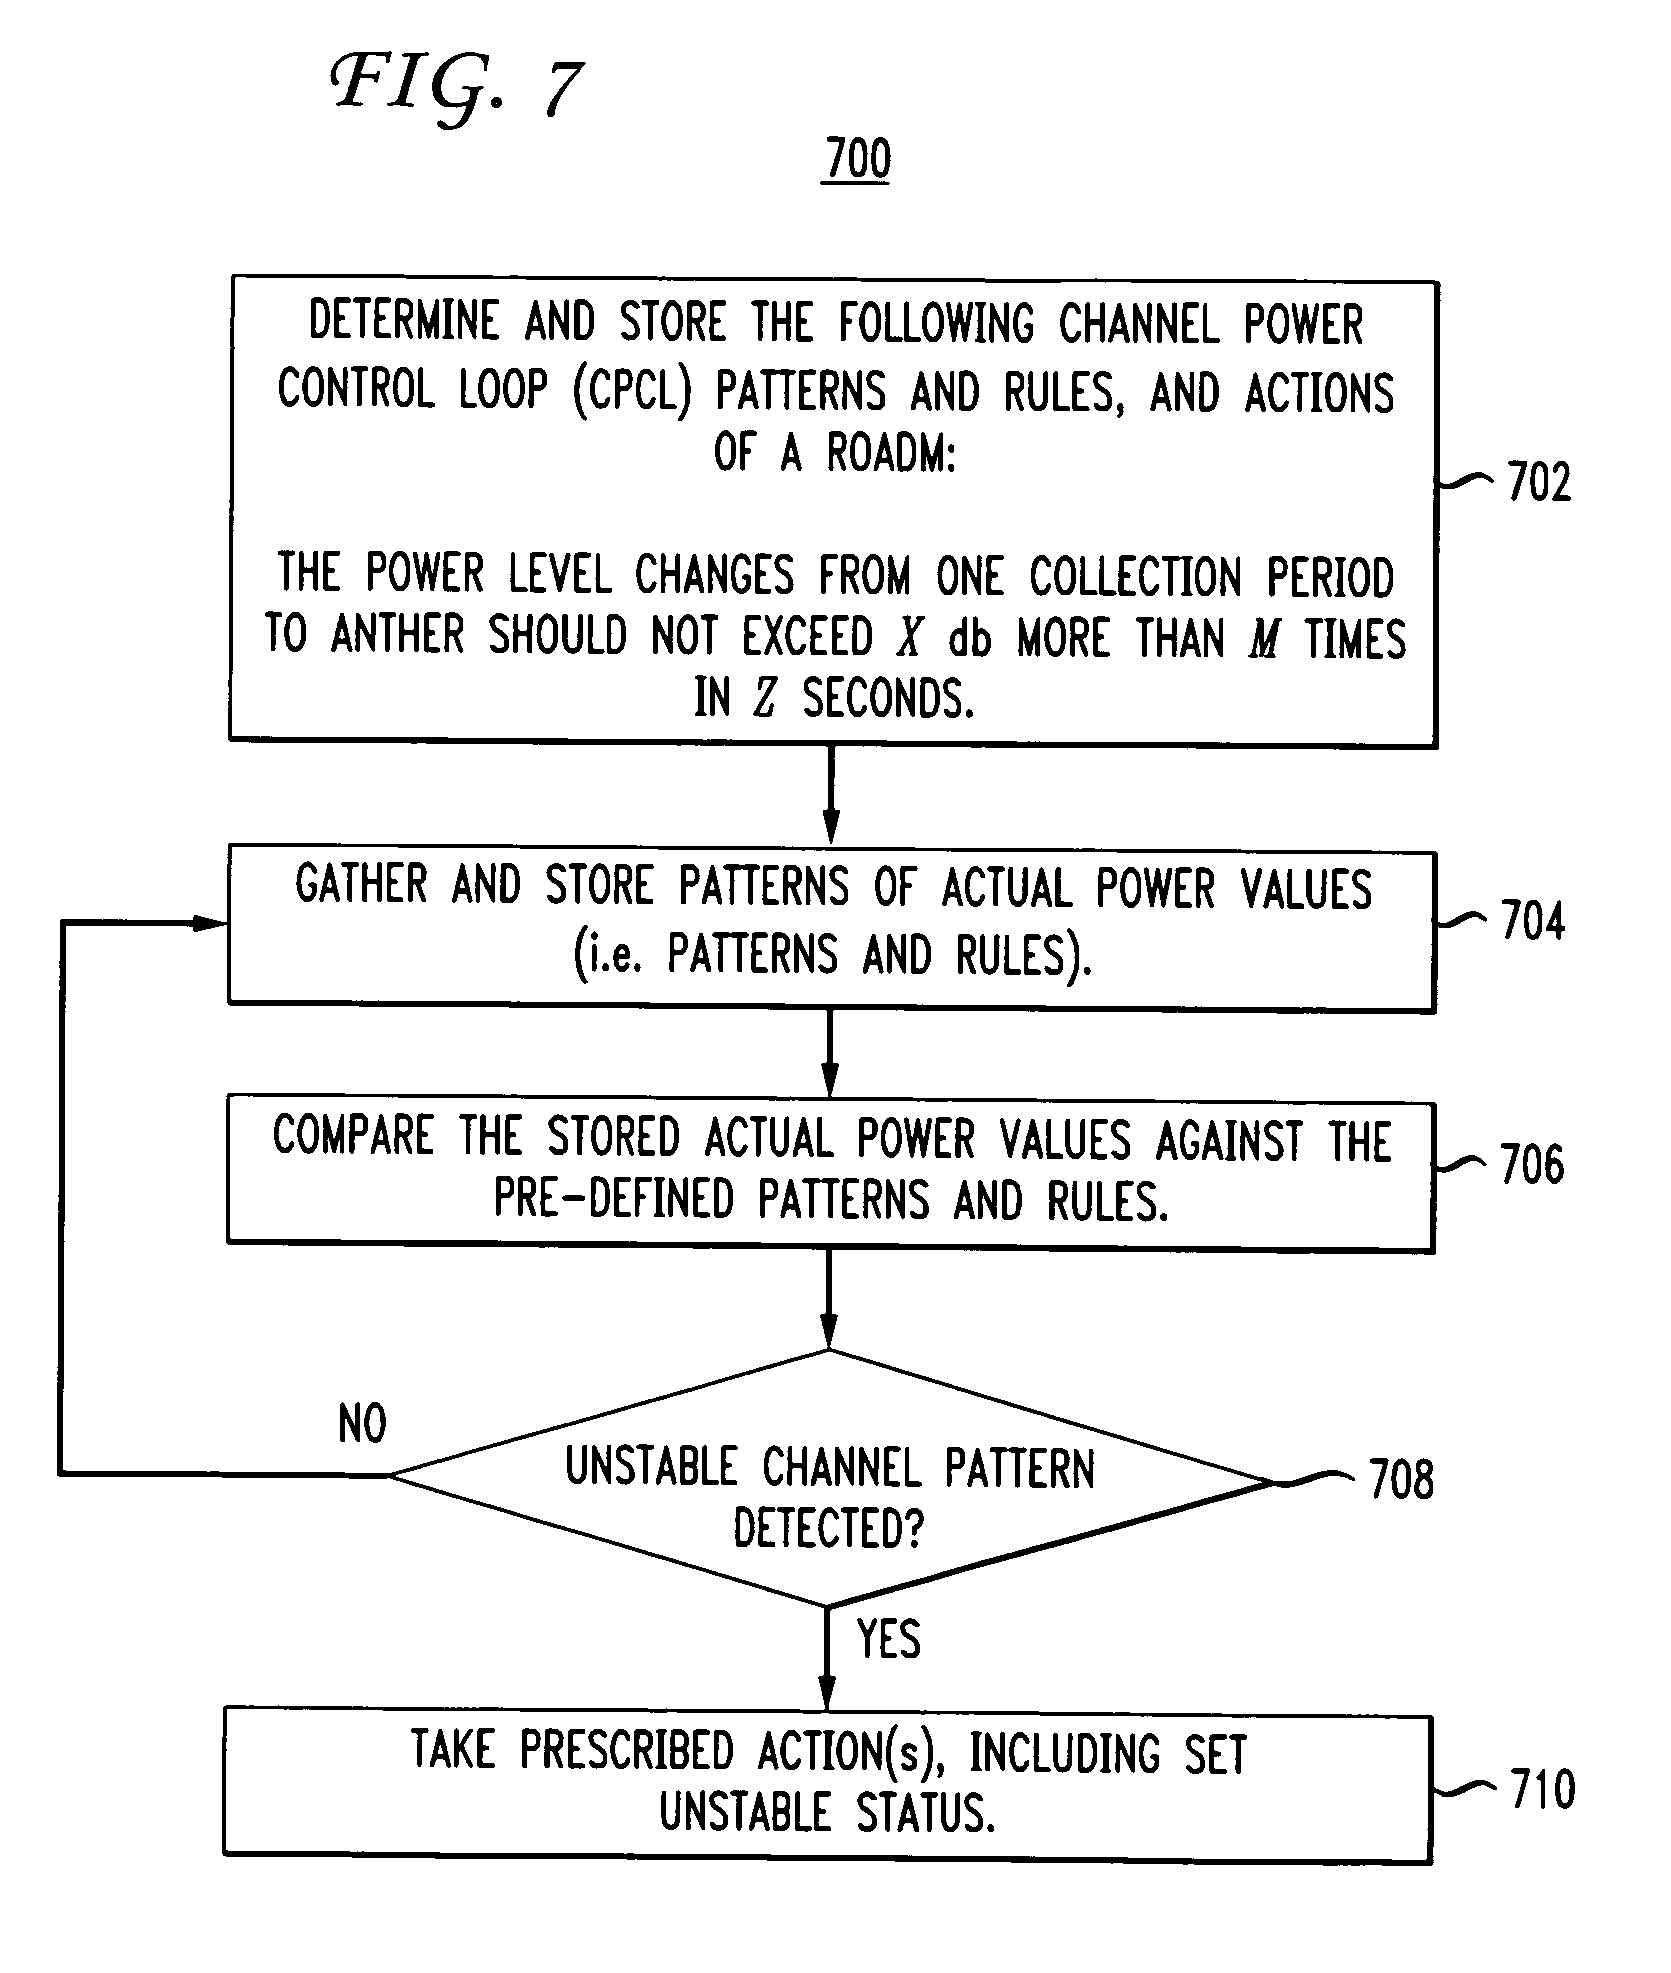 FIG. 7
700
DETERMINE AND STORE THE FOLLOWING CHANNEL POWER
CONTROL LOOP (CPCL) PATTERNS AND RULES, AND ACTIONS
OF A ROADM:
THE POWER LEVEL CHANGES FROM ONE COLLECTION PERIOD
TO ANTHER SHOULD NOT EXCEED X db MORE THAN M TIMES
IN Z SECONDS.
702
GATHER AND STORE PATTERNS OF ACTUAL POWER VALUES
(i.e. PATTERNS AND RULES).
704
COMPARE THE STORED ACTUAL POWER VALUES AGAINST THE
PRE-DEFINED PATTERNS AND RULES.
706
NO
UNSTABLE CHANNEL PATTERN
DETECTED?
708
YES
TAKE PRESCRIBED ACTION(s), INCLUDING SET
UNSTABLE STATUS.
710